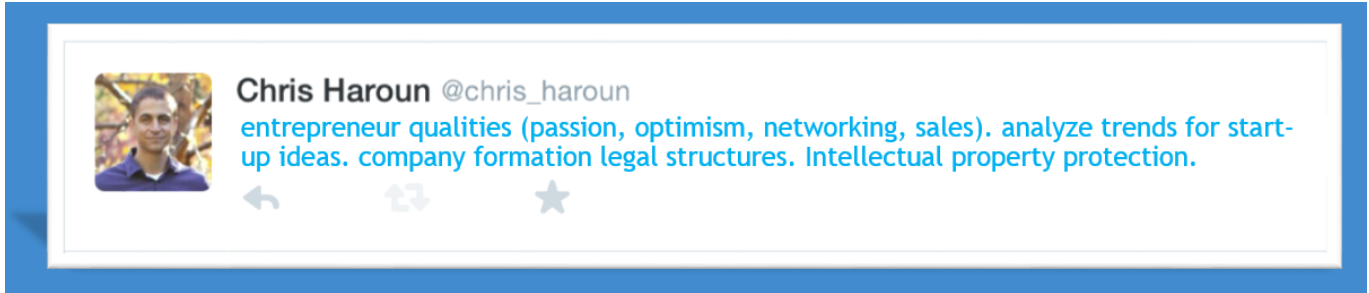 Chris Haroun @chris_haroun
entrepreneur qualities (passion, optimism, networking, sales). analyze trends for start-
up ideas. company formation legal structures. Intellectual property protection.